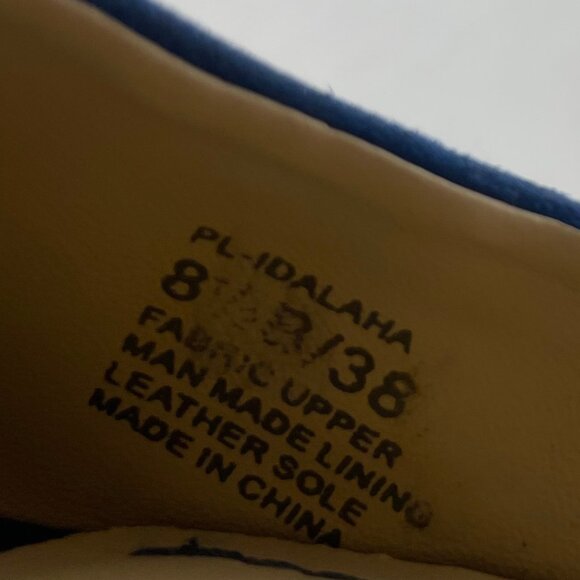 PL-IDALAHA
8 /38
FABRIC UPPER
MAN MADE LINING
LEATHER SOLE
MADE IN CHINA